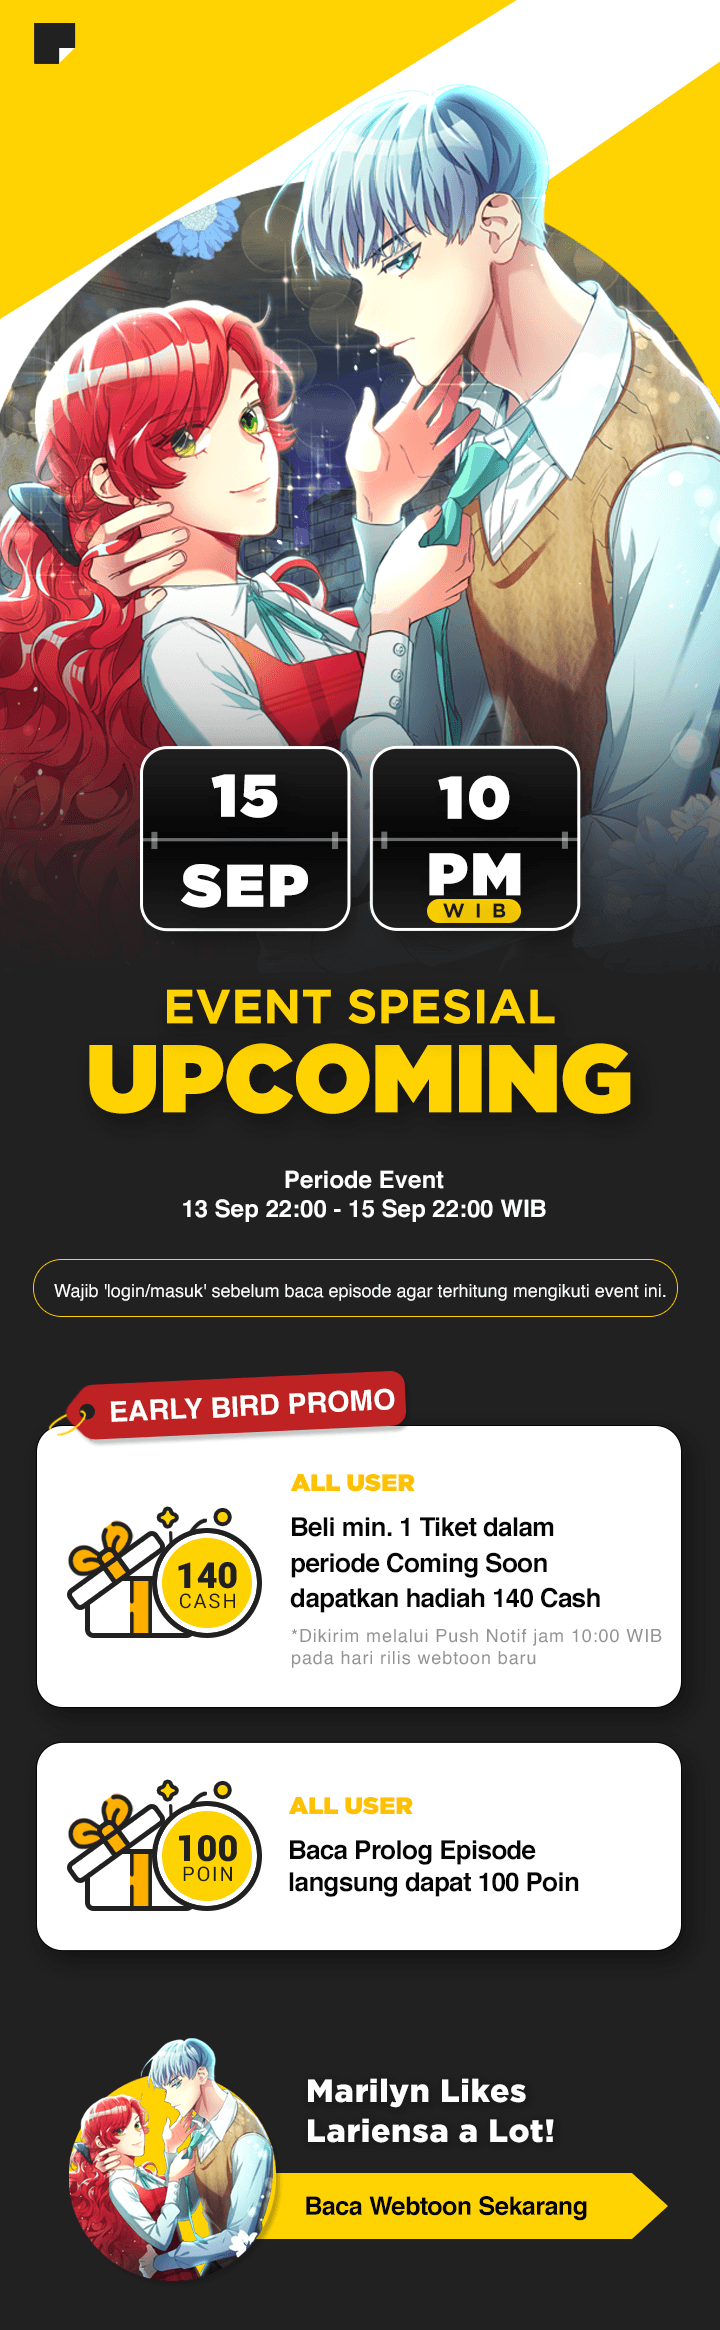 15
SEP
10
PM
WIB
EVENT SPESIAL
UPCOMING
Periode Event
13 Sep 22:00 - 15 Sep 22:00 WIB
Wajib 'login/masuk' sebelum baca episode agar terhitung mengikuti event ini.
EARLY BIRD PROMO
140
CASH
ALL USER
Beli min. 1 Tiket dalam
periode Coming Soon
dapatkan hadiah 140 Cash
*Dikirim melalui Push Notif jam 10:00 WIB
pada hari rilis webtoon baru
100
POIN
ALL USER
Baca Prolog Episode
langsung dapat 100 Poin
Marilyn Likes
Lariensa a Lot!
Baca Webtoon Sekarang